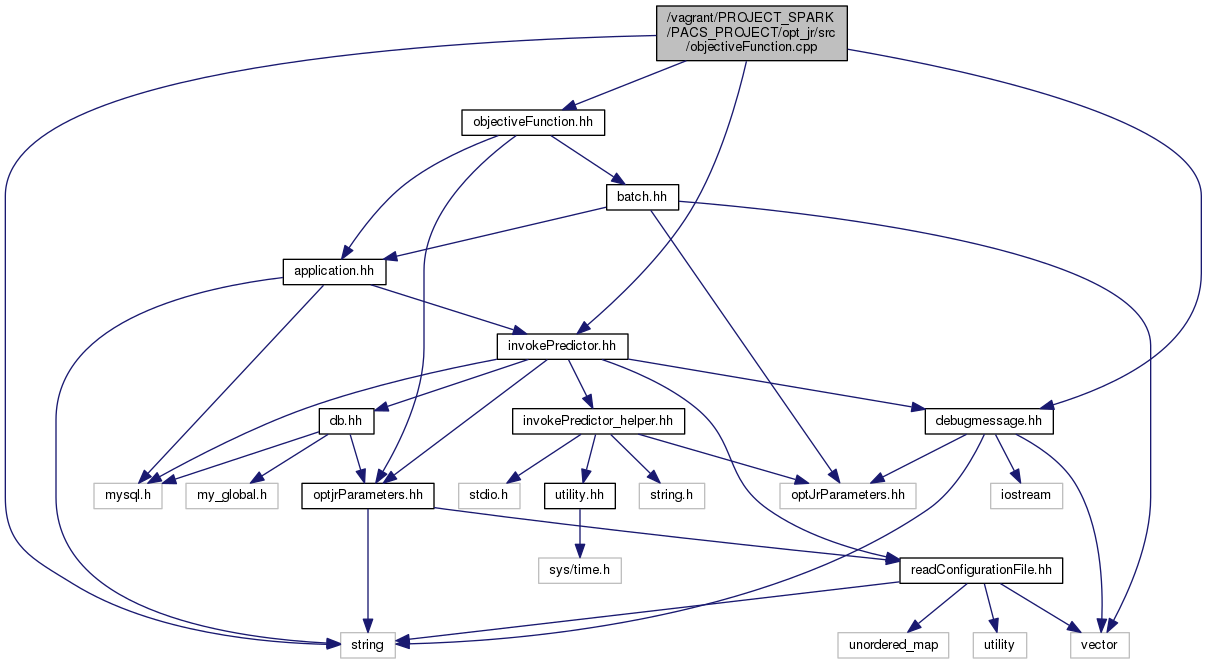 /vagrant/PROJECT_SPARK
/PACS_PROJECT/opt_jr/src
/objectiveFunction.cpp
objectiveFunction.hh
batch.hh
application.hh
invokePredictor.hh
db.hh
invokePredictor_helper.hh
debugmessage.hh
mysql.h
my_global.h
optjrParameters.hh
stdio.h
utility.hh
string.h
optJrParameters.hh
iostream
sys/time.h
readConfigurationFile.hh
string
unordered_map
utility
vector